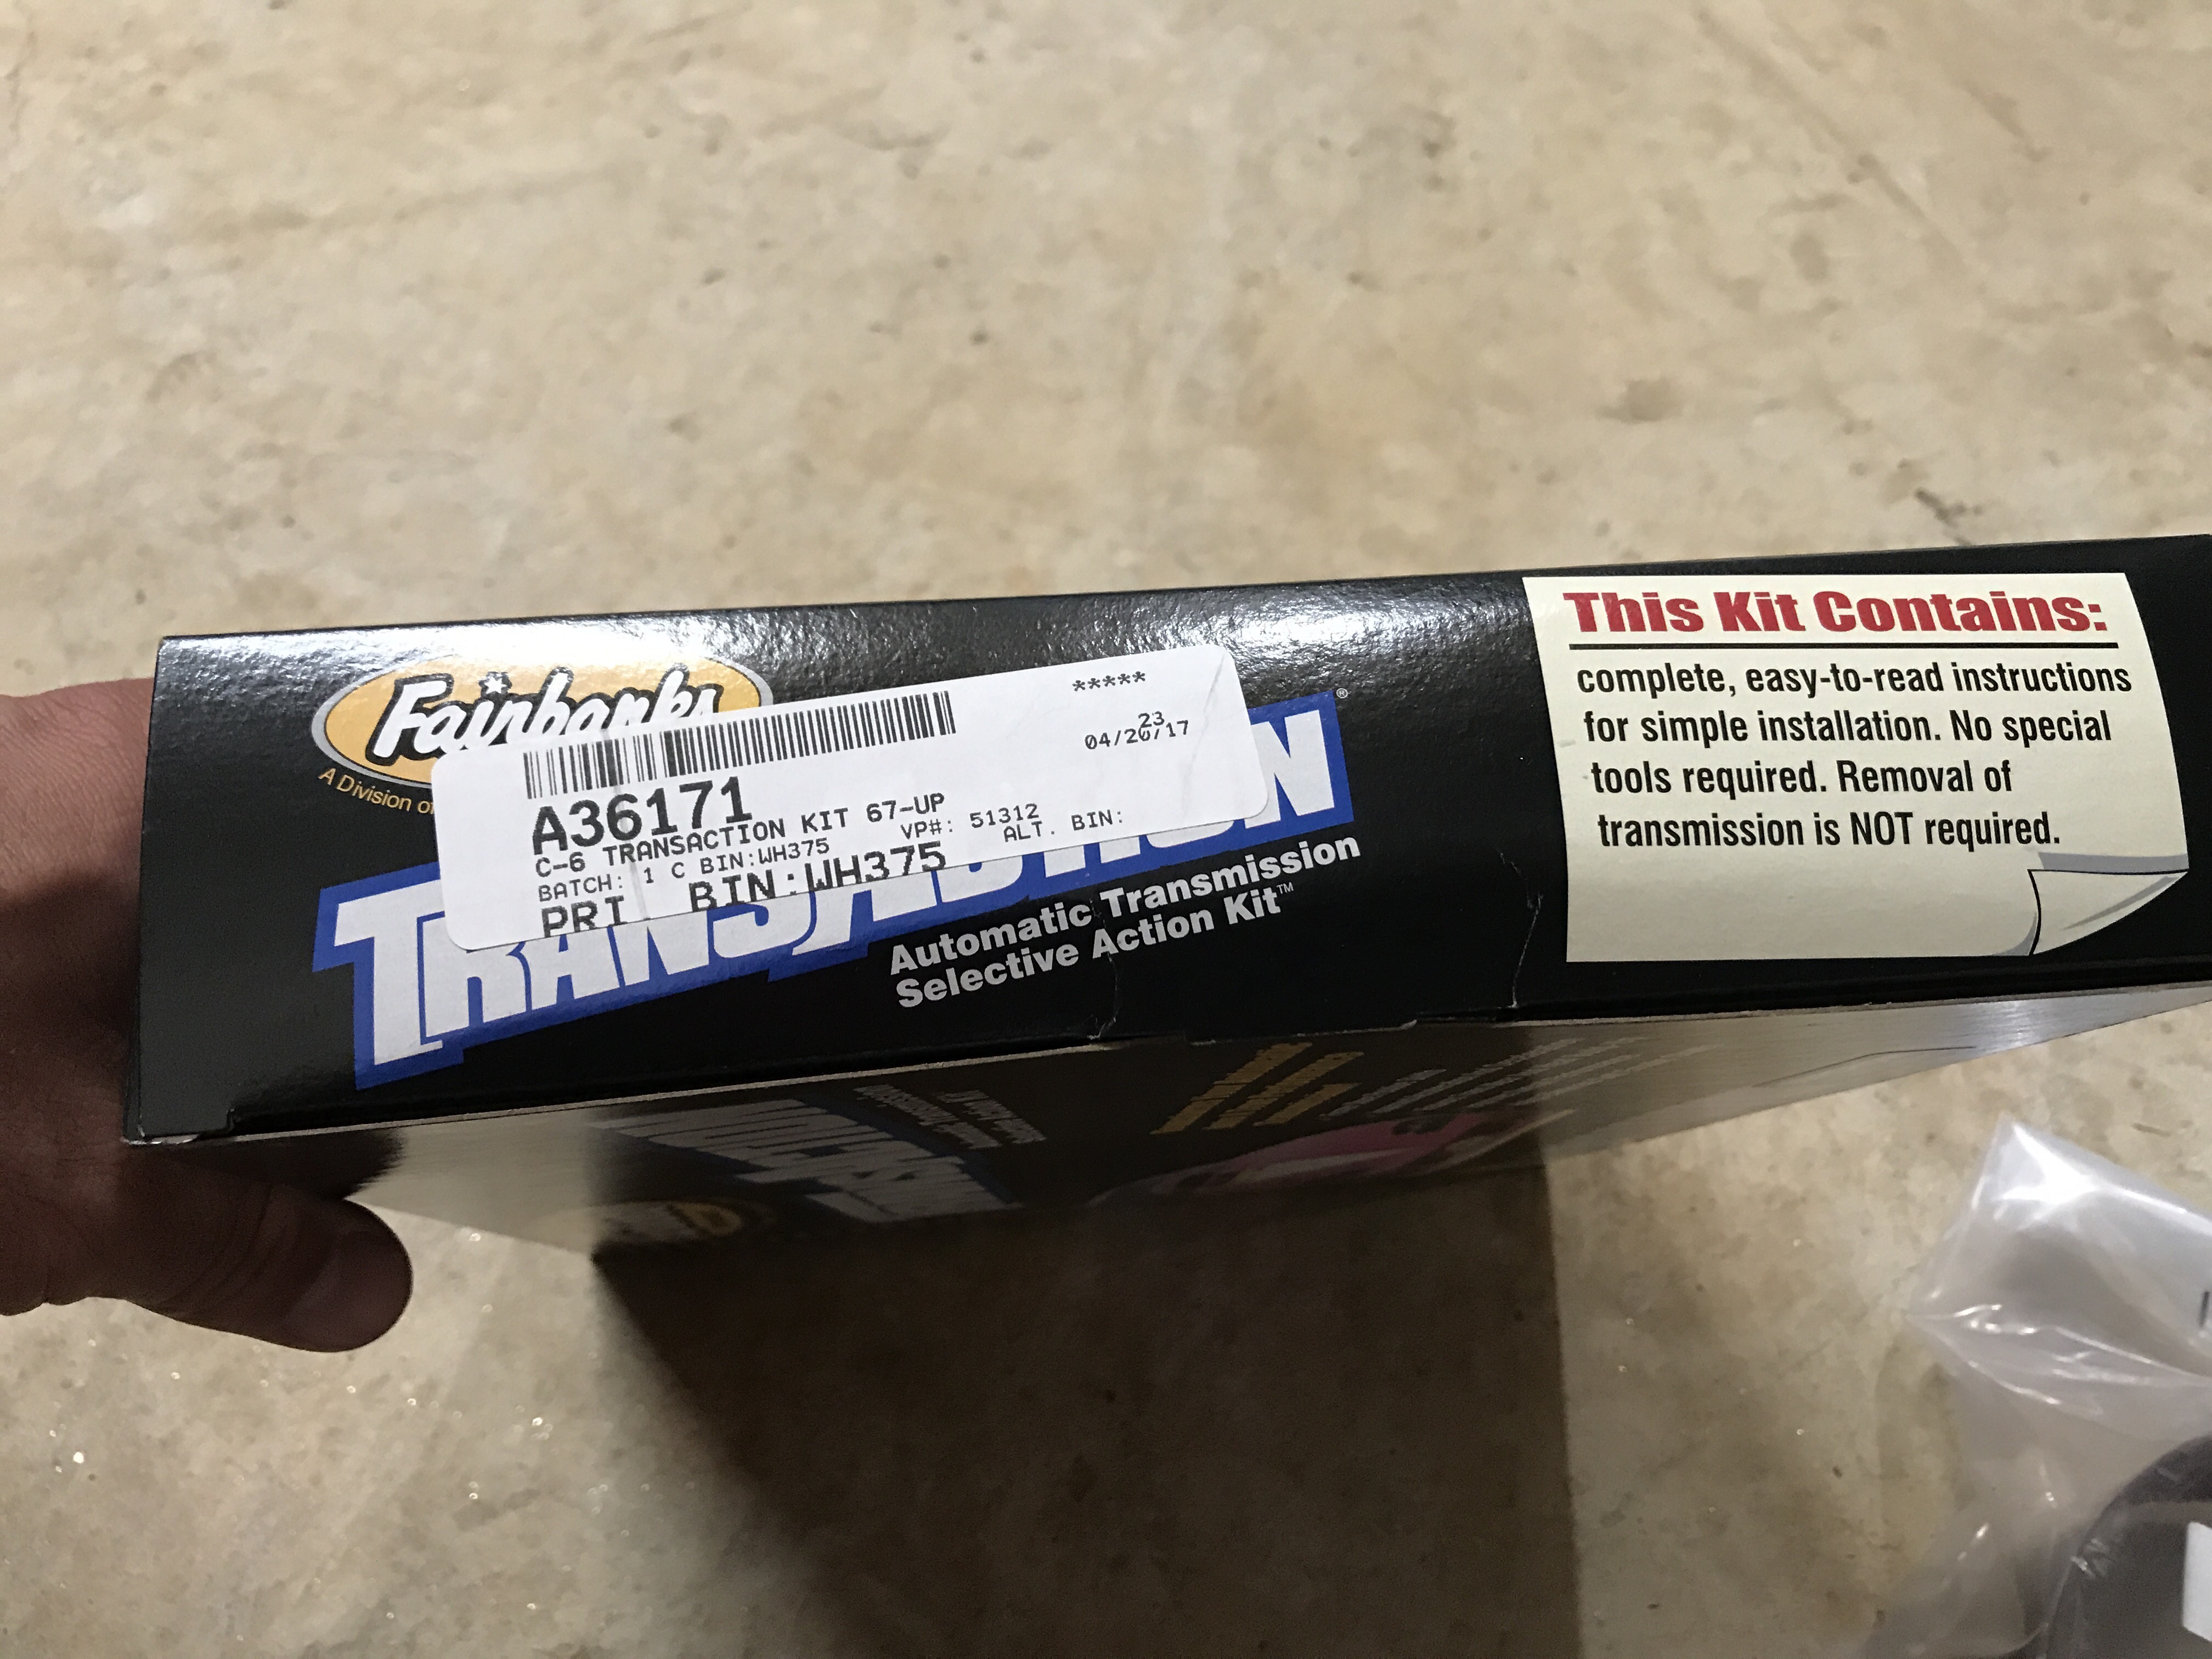 Fairbanks
A Division of
*****
23
04/26/17
A36171
C-6 TRANSACTION KIT 67-UP
VP#: 51312
BATCH: 1 C BIN:WH375
ALT. BIN:
PRI BIN:WH375
TRANSACTION®
Automatic Transmission
Selective Action Kit™
This Kit Contains:
complete, easy-to-read instructions
for simple installation. No special
tools required. Removal of
transmission is NOT required.